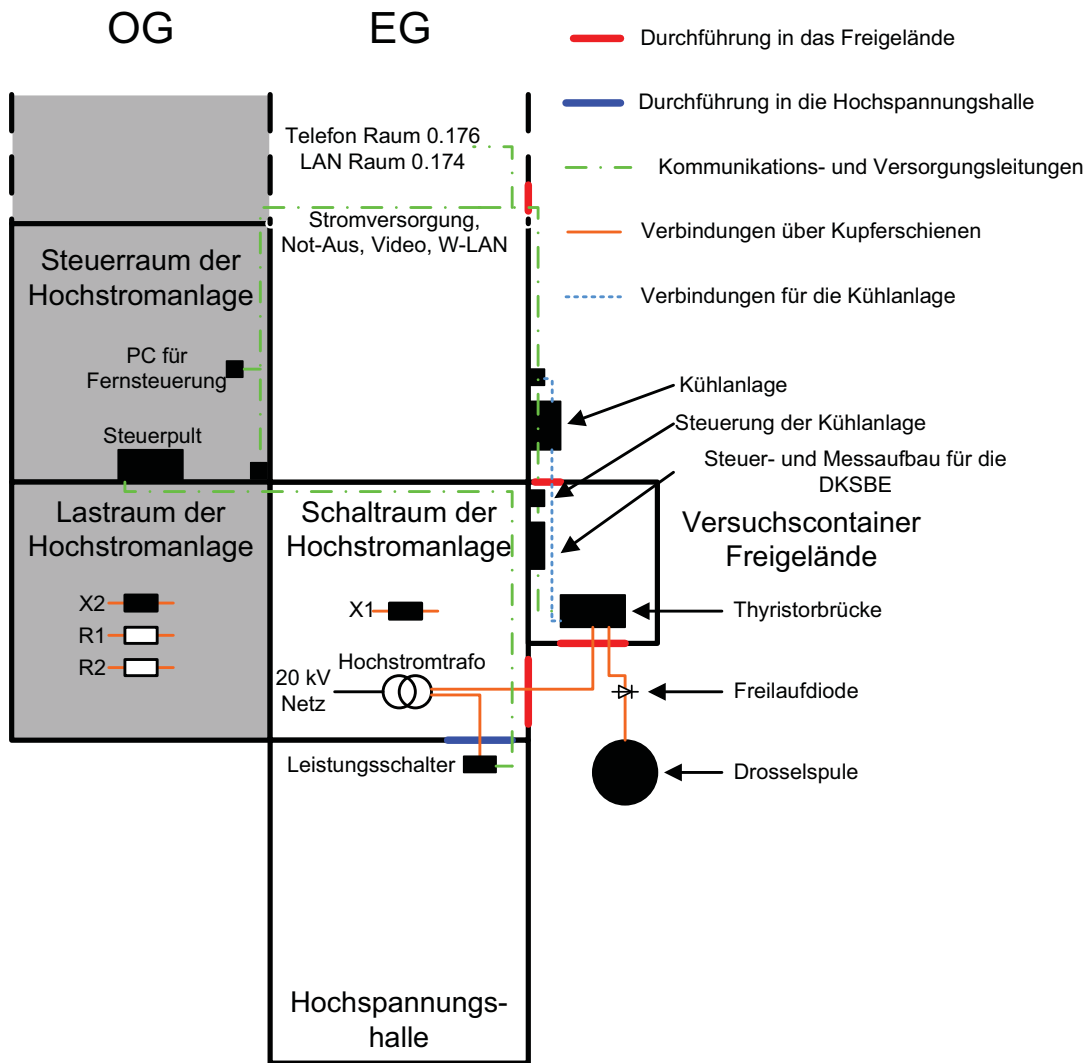 OG
EG
Durchführung in das Freigelände
Durchführung in die Hochspannungshalle
Kommunikations- und Versorgungsleitungen
Verbindungen über Kupferschienen
Verbindungen für die Kühlanlage
Telefon Raum 0.176
LAN Raum 0.174
Stromversorgung,
Not-Aus, Video, W-LAN
Steuerraum der
Hochstromanlage
PC für
Fernsteuerung
Steuerpult
Kühlanlage
Steuerung der Kühlanlage
Steuer- und Messaufbau für die
DKSBE
Lastraum der
Hochstromanlage
Schaltraum der
Hochstromanlage
Versuchscontainer
Freigelände
X2
R1
R2
X1
Thyristorbrücke
Hochstromtrafo
20 kV
Netz
Freilaufdiode
Leistungsschalter
Drosselspule
Hochspannungs-
halle